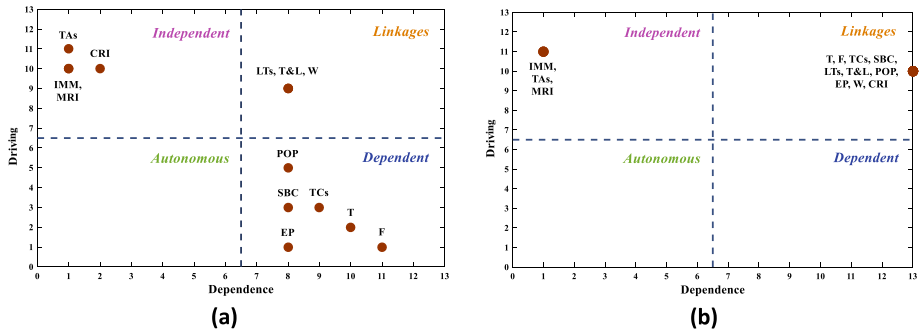 13
12
11
10
9
8
7
6
5
4
3
2
1
0
Driving
Independent
Linkages
TAs
CRI
IMM,
MRI
LTs, T&L, W
Autonomous
Dependent
POP
SBC
TCs
T
EP
F
0 1 2 3 4 5 6 7 8 9 10 11 12 13
Dependence
(a)
13
12
11
10
9
8
7
6
5
4
3
2
1
0
Driving
Independent
Linkages
IMM,
TAs,
MRI
T, F, TCs, SBC,
LTs, T&L, POP,
EP, W, CRI
Autonomous
Dependent
0 1 2 3 4 5 6 7 8 9 10 11 12 13
Dependence
(b)